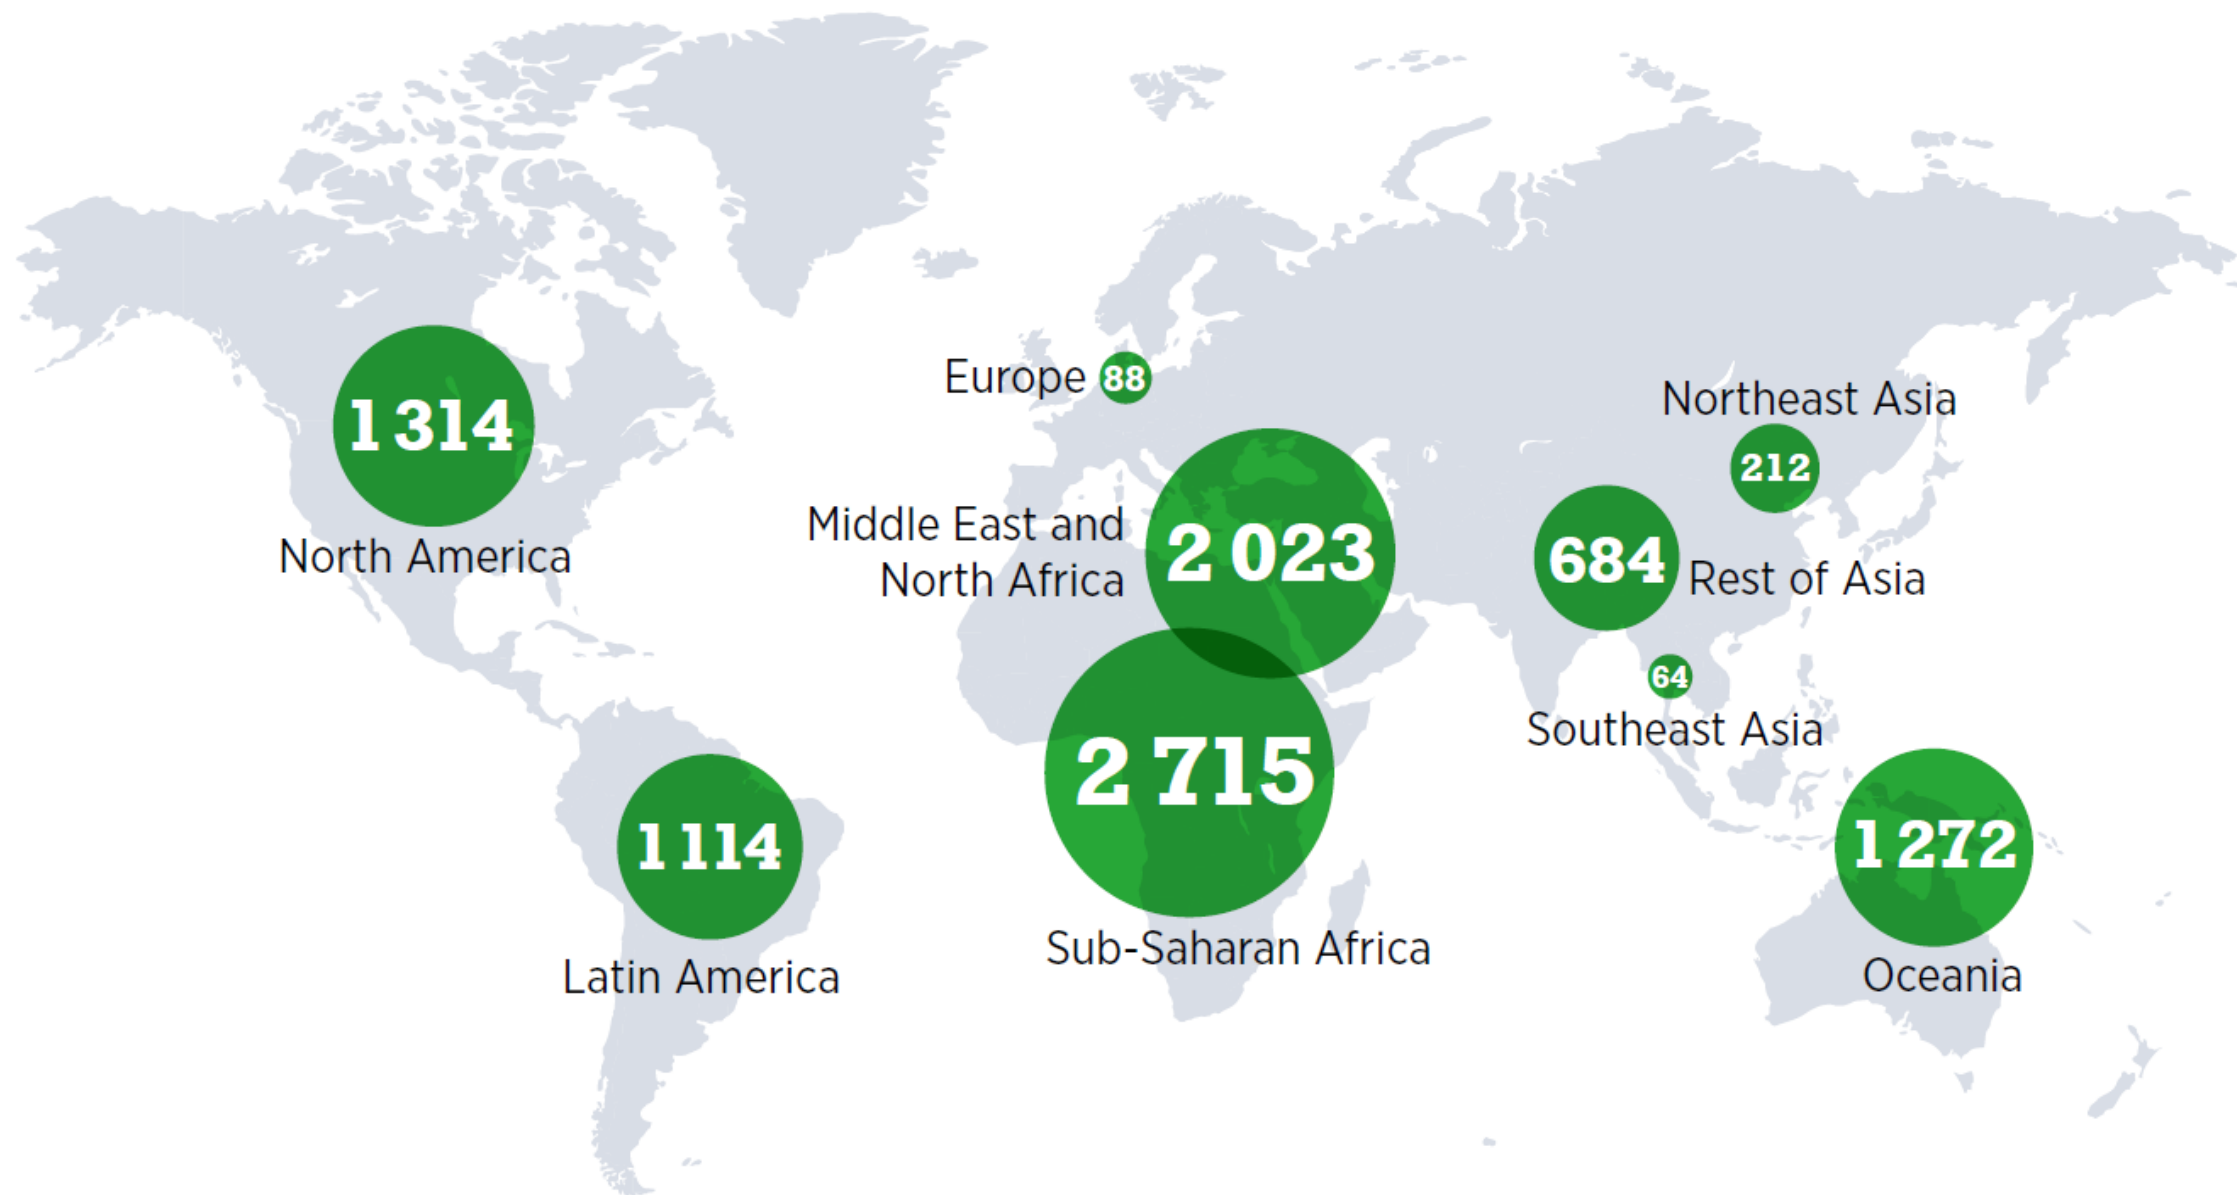 1 314
North America
Europe 88
Northeast Asia
212
Middle East and
North Africa
2 023
684
Rest of Asia
64
Southeast Asia
2 715
Sub-Saharan Africa
1 114
Latin America
1 272
Oceania